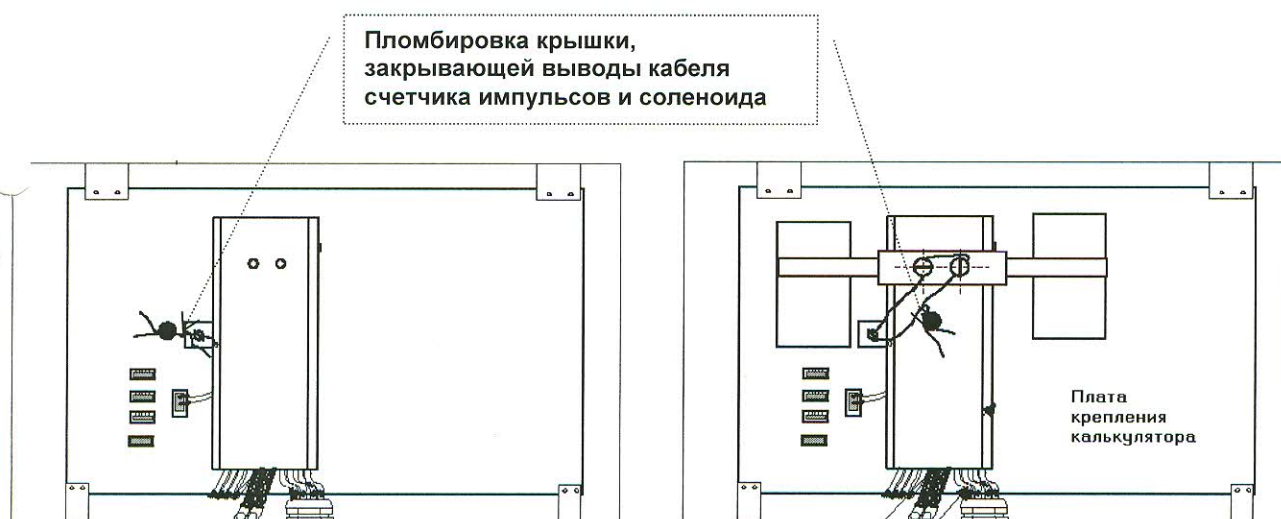 Пломбировка крышки,
закрывающей выводы кабеля
счетчика импульсов и соленоида
Плата
крепления
калькулятора